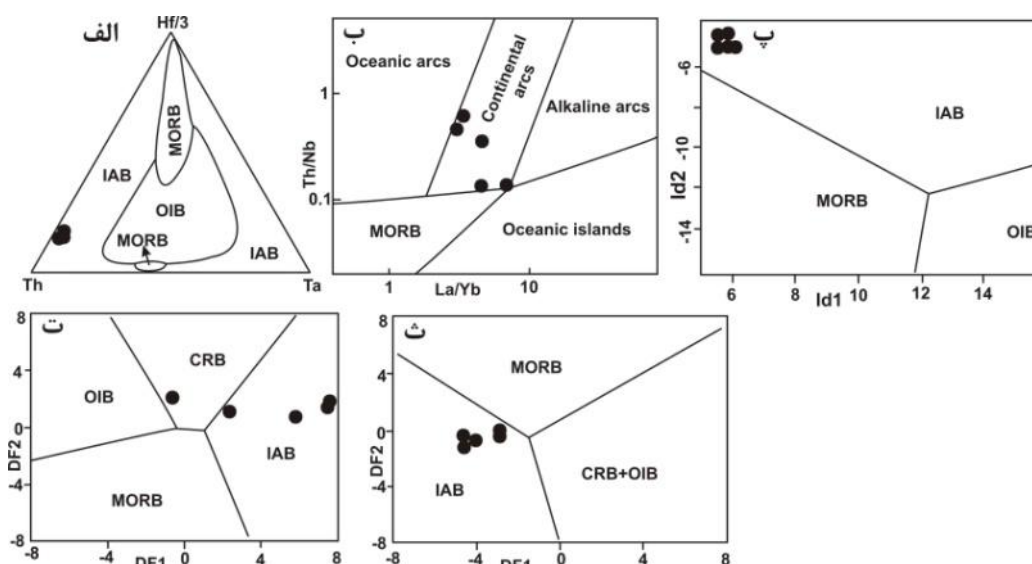 الف
Hf/3
MORB
IAB
OIB
MORB
IAB
Th
Ta
ب
Oceanic arcs
Continental
arcs
Alkaline arcs
MORB
Oceanic islands
Th/Nb
1
0.1
1
La/Yb
10
پ
IAB
MORB
OIB
Id2
-6
-10
-14
6
8
10
12
14
Id1
ت
CRB
OIB
IAB
MORB
DF2
8
4
0
-4
-8
-8
-4
0
4
8
DF1
ث
MORB
IAB
CRB+OIB
DF2
8
4
0
-4
-8
-4
0
4
8
DF1